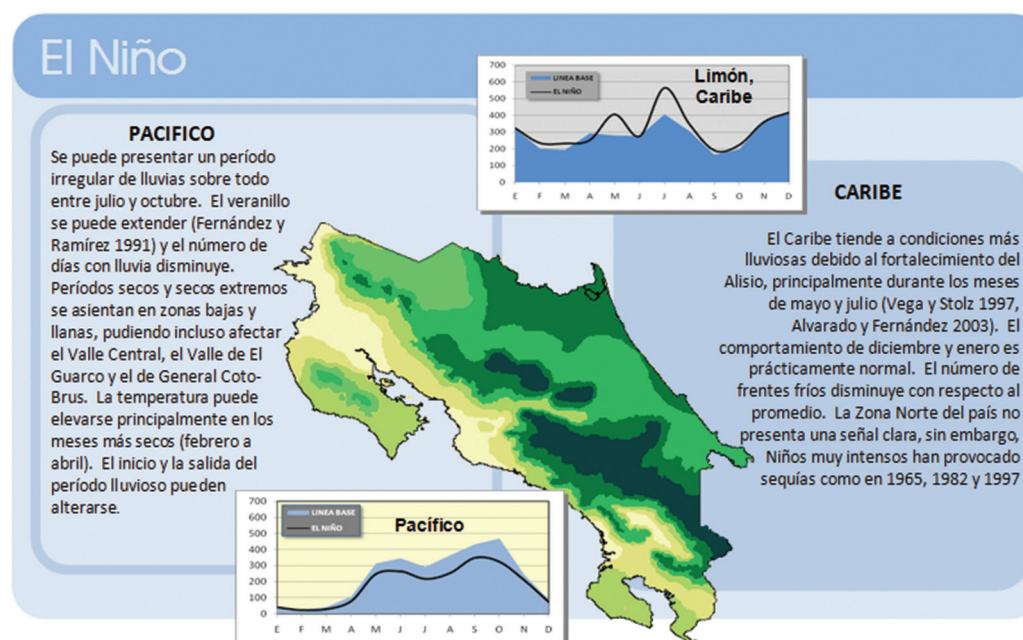 El Niño
PACIFICO
Se puede presentar un período
irregular de lluvias sobre todo
entre julio y octubre. El veranillo
se puede extender (Fernández y
Ramírez 1991) y el número de
días con lluvia disminuye.
Períodos secos y secos extremos
se asientan en zonas bajas y
llanas, pudiendo incluso afectar
el Valle Central, el Valle de El
Guarco y el de General Coto-
Brus. La temperatura puede
elevarse principalmente en los
meses más secos (febrero a
abril). El inicio y la salida del
período lluvioso pueden
alterarse.
Limón,
Caribe
LINEA BASE
EL NIÑO
700
600
500
400
300
200
100
0
E F M A M J J A S O N D
CARIBE
El Caribe tiende a condiciones más
lluviosas debido al fortalecimiento del
Alisio, principalmente durante los meses
de mayo y julio (Vega y Stolz 1997,
Alvarado y Fernández 2003). El
comportamiento de diciembre y enero es
prácticamente normal. El número de
frentes fríos disminuye con respecto al
promedio. La Zona Norte del país no
presenta una señal clara, sin embargo,
Niños muy intensos han provocado
sequías como en 1965, 1982 y 1997
Pacífico
LINEA BASE
EL NIÑO
700
600
500
400
300
200
100
0
E F M A M J J A S O N D